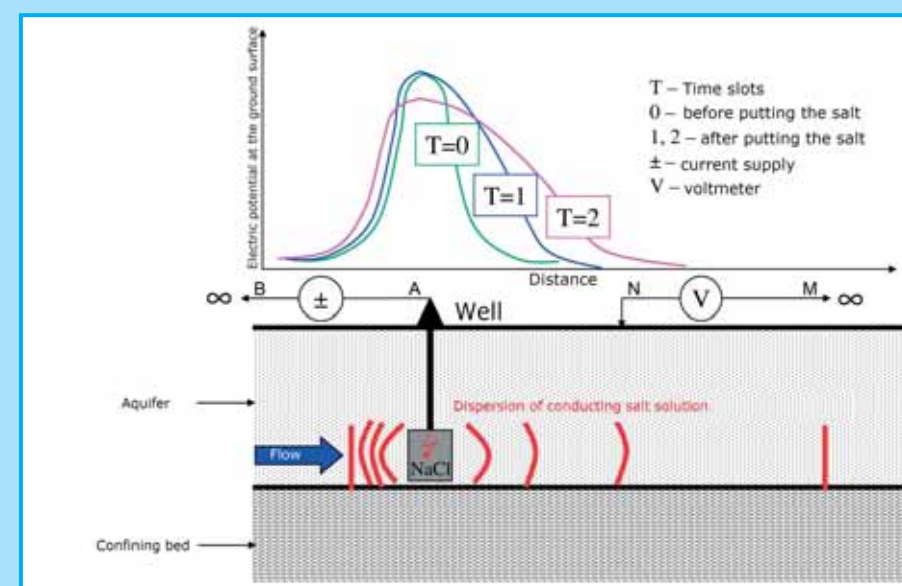 Electric potential at the ground surface
T=0
T=1
T=2
T – Time slots
0 – before putting the salt
1, 2 – after putting the salt
± – current supply
V – voltmeter
Distance
∞
B
±
A
Well
N
V
M
∞
Aquifer
Dispersion of conducting salt solution
Flow
NaCl
Confining bed